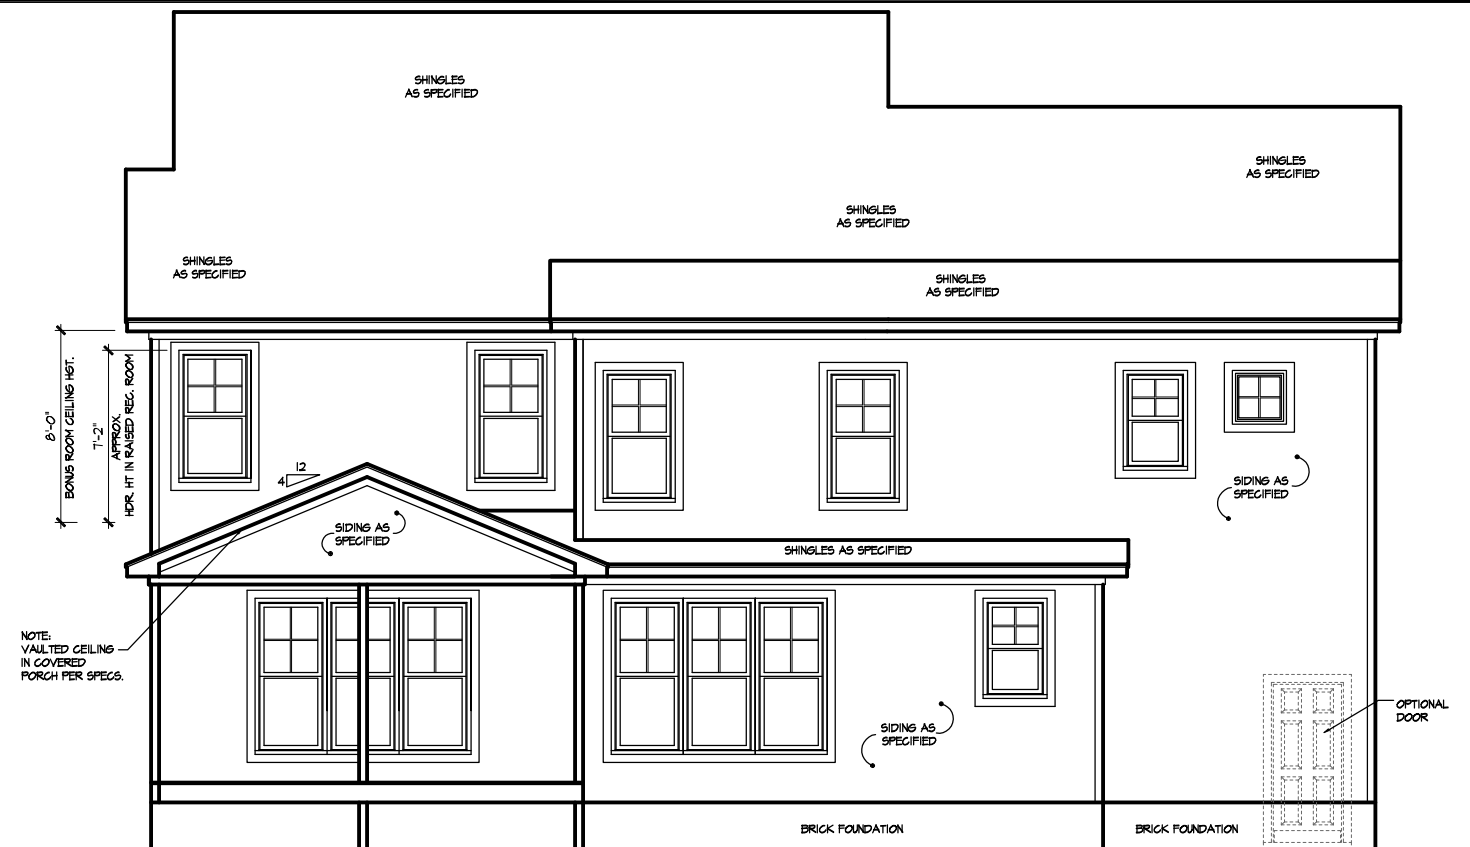 SHINGLES
AS SPECIFIED
SHINGLES
AS SPECIFIED
SHINGLES
AS SPECIFIED
SHINGLES
AS SPECIFIED
SHINGLES
AS SPECIFIED
8'-0"
BONUS ROOM CEILING HGT.
7'-2"
APPROX.
HDR. HT IN RAISED REC. ROOM
12
4
SIDING AS
SPECIFIED
SIDING AS
SPECIFIED
SHINGLES AS SPECIFIED
NOTE:
VAULTED CEILING
IN COVERED
PORCH PER SPECS.
SIDING AS
SPECIFIED
OPTIONAL
DOOR
BRICK FOUNDATION
BRICK FOUNDATION